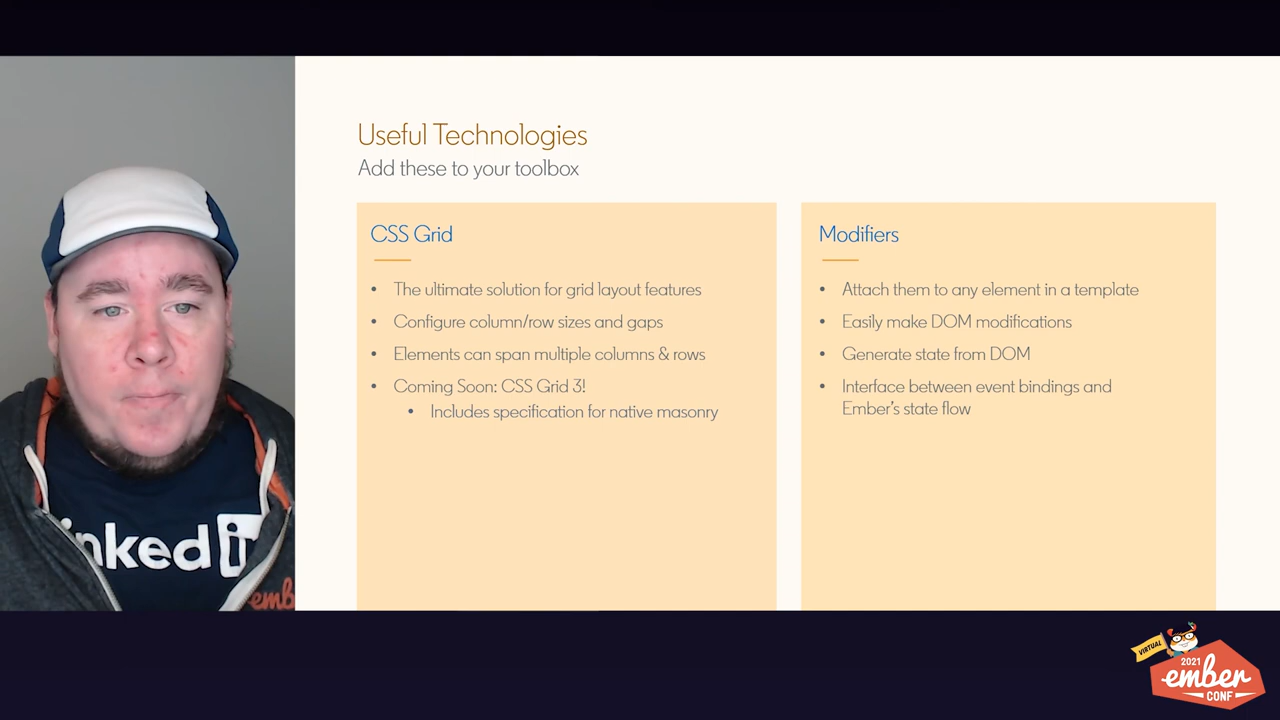 Useful Technologies
Add these to your toolbox
CSS Grid
• The ultimate solution for grid layout features
• Configure column/row sizes and gaps
• Elements can span multiple columns & rows
• Coming Soon: CSS Grid 3!
• Includes specification for native masonry
Modifiers
• Attach them to any element in a template
• Easily make DOM modifications
• Generate state from DOM
• Interface between event bindings and
Ember's state flow
inked in
emb
VIRTUAL
2021
ember
CONF